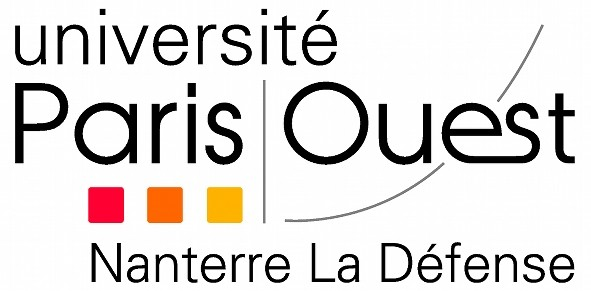 université
Paris Ouest
Nanterre La Défense